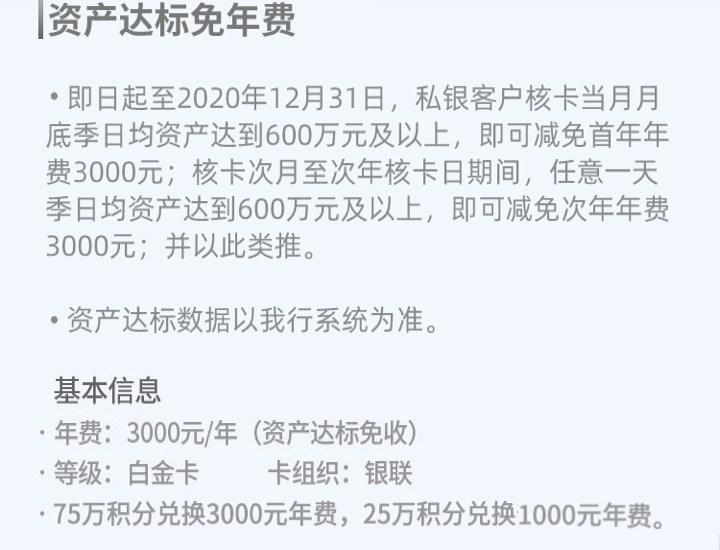 资产达标免年费
• 即日起至2020年12月31日，私银客户核卡当月月
底季日均资产达到600万元及以上，即可减免首年年
费3000元；核卡次月至次年核卡日期间，任意一天
季日均资产达到600万元及以上，即可减免次年年费
3000元；并以此类推。
• 资产达标数据以我行系统为准。
基本信息
· 年费：3000元/年（资产达标免收）
· 等级：白金卡 卡组织：银联
· 75万积分兑换3000元年费，25万积分兑换1000元年费。